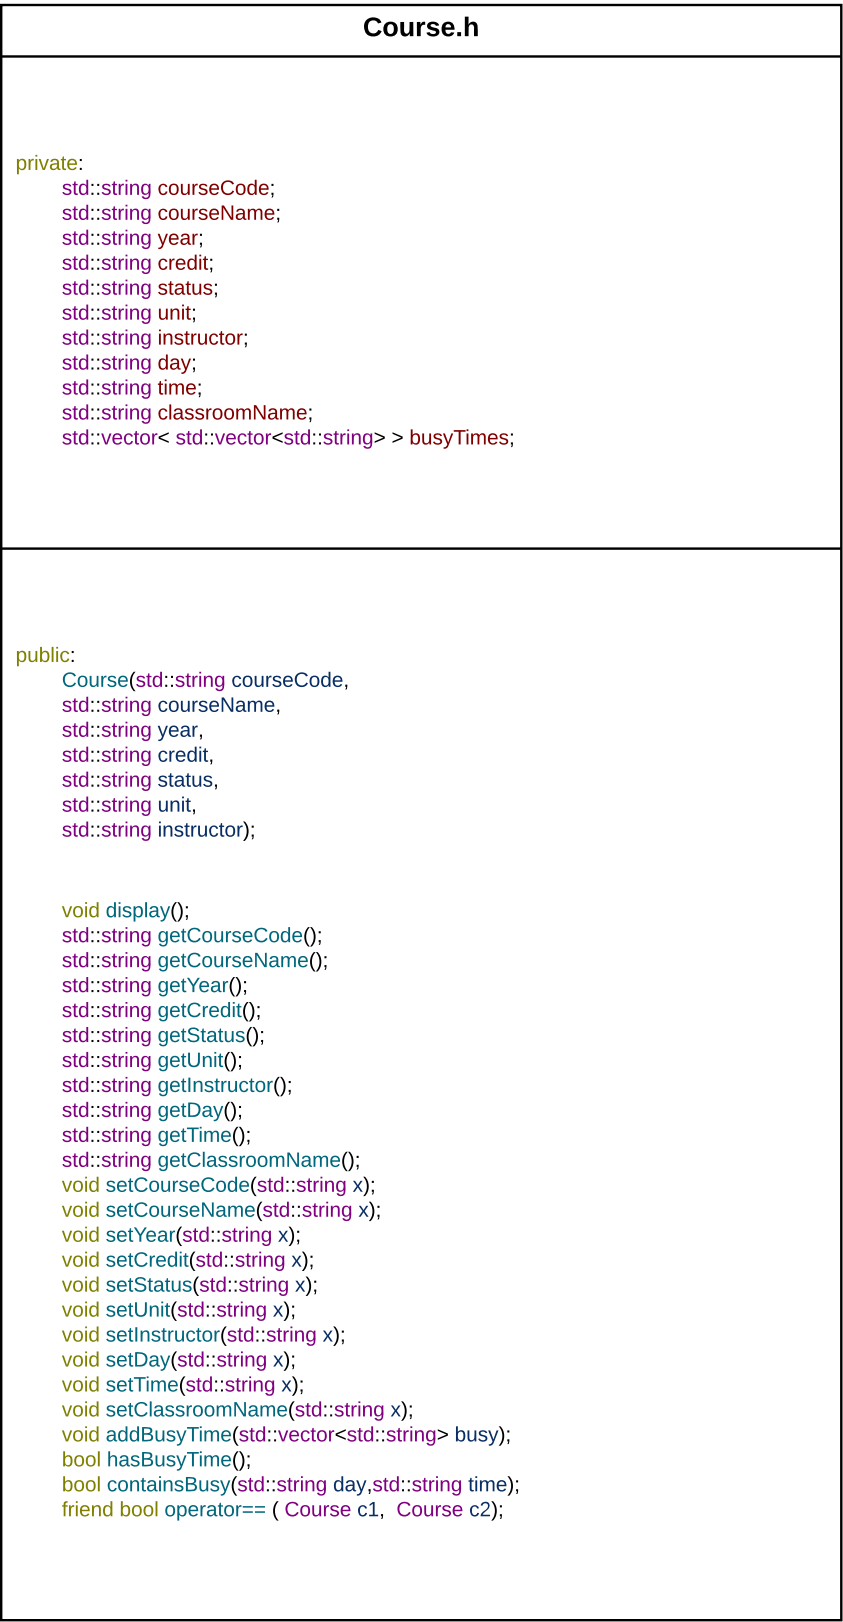 Course.h
private:
std::string courseCode;
std::string courseName;
std::string year;
std::string credit;
std::string status;
std::string unit;
std::string instructor;
std::string day;
std::string time;
std::string classroomName;
std::vector< std::vector<std::string> > busyTimes;
public:
Course(std::string courseCode,
std::string courseName,
std::string year,
std::string credit,
std::string status,
std::string unit,
std::string instructor);
void display();
std::string getCourseCode();
std::string getCourseName();
std::string getYear();
std::string getCredit();
std::string getStatus();
std::string getUnit();
std::string getInstructor();
std::string getDay();
std::string getTime();
std::string getClassroomName();
void setCourseCode(std::string x);
void setCourseName(std::string x);
void setYear(std::string x);
void setCredit(std::string x);
void setStatus(std::string x);
void setUnit(std::string x);
void setInstructor(std::string x);
void setDay(std::string x);
void setTime(std::string x);
void setClassroomName(std::string x);
void addBusyTime(std::vector<std::string> busy);
bool hasBusyTime();
bool containsBusy(std::string day,std::string time);
friend bool operator== ( Course c1,  Course c2);